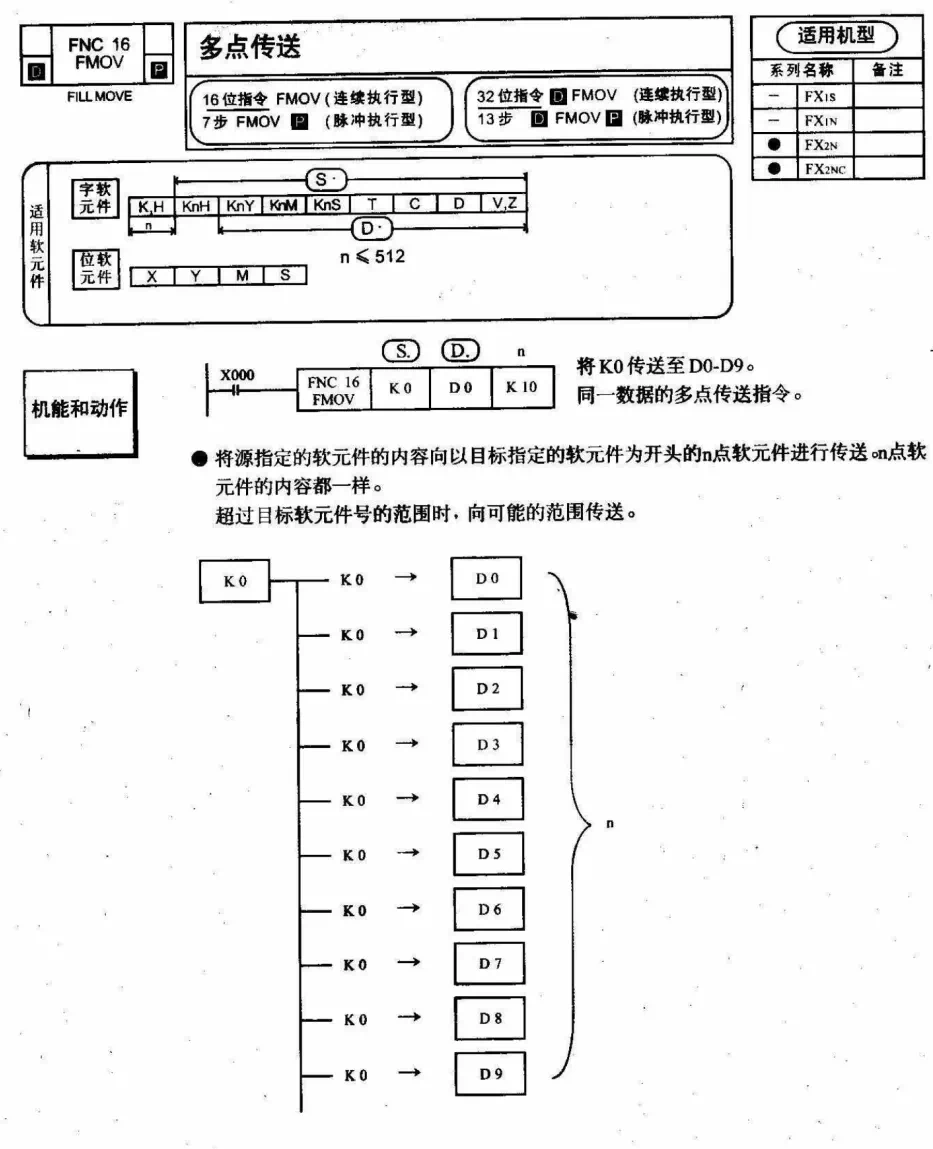 FNC 16
FMOV
D
P
FILL MOVE
多点传送
16位指令 FMOV (连续执行型)
7步 FMOV P (脉冲执行型)
32位指令 D FMOV (连续执行型)
13步 D FMOV P (脉冲执行型)
适用机型
系列名称 备注
— FX1S
— FX1N
● FX2N
● FX2NC
适用软元件
字软元件
S·
K,H KnH KnY KnM KnS T C D V,Z
n
D·
n≤512
位软元件
X Y M S
机能和动作
S. D. n
X000
FNC 16
FMOV
K0 D0 K10
将K0传送至D0-D9。
同一数据的多点传送指令。
● 将源指定的软元件的内容向以目标指定的软元件为开头的n点软元件进行传送。n点软
元件的内容都一样。
超过目标软元件号的范围时,向可能的范围传送。
K0 K0 → D0
K0 → D1
K0 → D2
K0 → D3
K0 → D4
n
K0 → D5
K0 → D6
K0 → D7
K0 → D8
K0 → D9